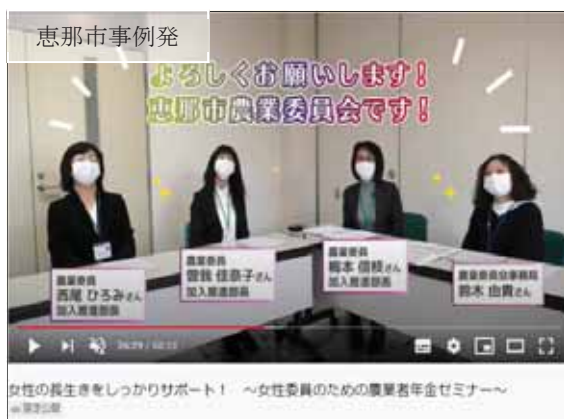 恵那市事例発
よろしくお願いします!
恵那市農業委員会です!
農業委員
西尾 ひろみさん
加入推進部長
農業委員
曽我 佳奈子さん
加入推進部長
農業委員
橋本 信枝さん
加入推進部長
農業委員会事務局
鈴木 由貴さん
女性の長生きをしっかりサポート! ~女性委員のための農業者年金セミナー~